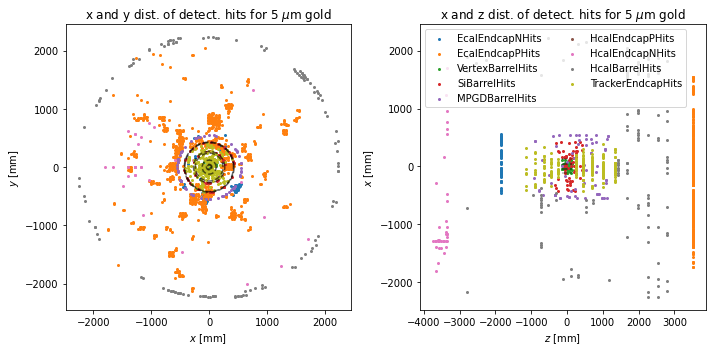 x and y dist. of detect. hits for 5 μm gold
2000
1000
0
−1000
−2000
y [mm]
−2000 −1000 0 1000 2000
x [mm]
x and z dist. of detect. hits for 5 μm gold
EcalEndcapNHits
EcalEndcapPHits
VertexBarrelHits
SiBarrelHits
MPGDBarrelHits
HcalEndcapPHits
HcalEndcapNHits
HcalBarrelHits
TrackerEndcapHits
2000
1000
0
−1000
−2000
x [mm]
−4000 −3000 −2000 −1000 0 1000 2000 3000
z [mm]